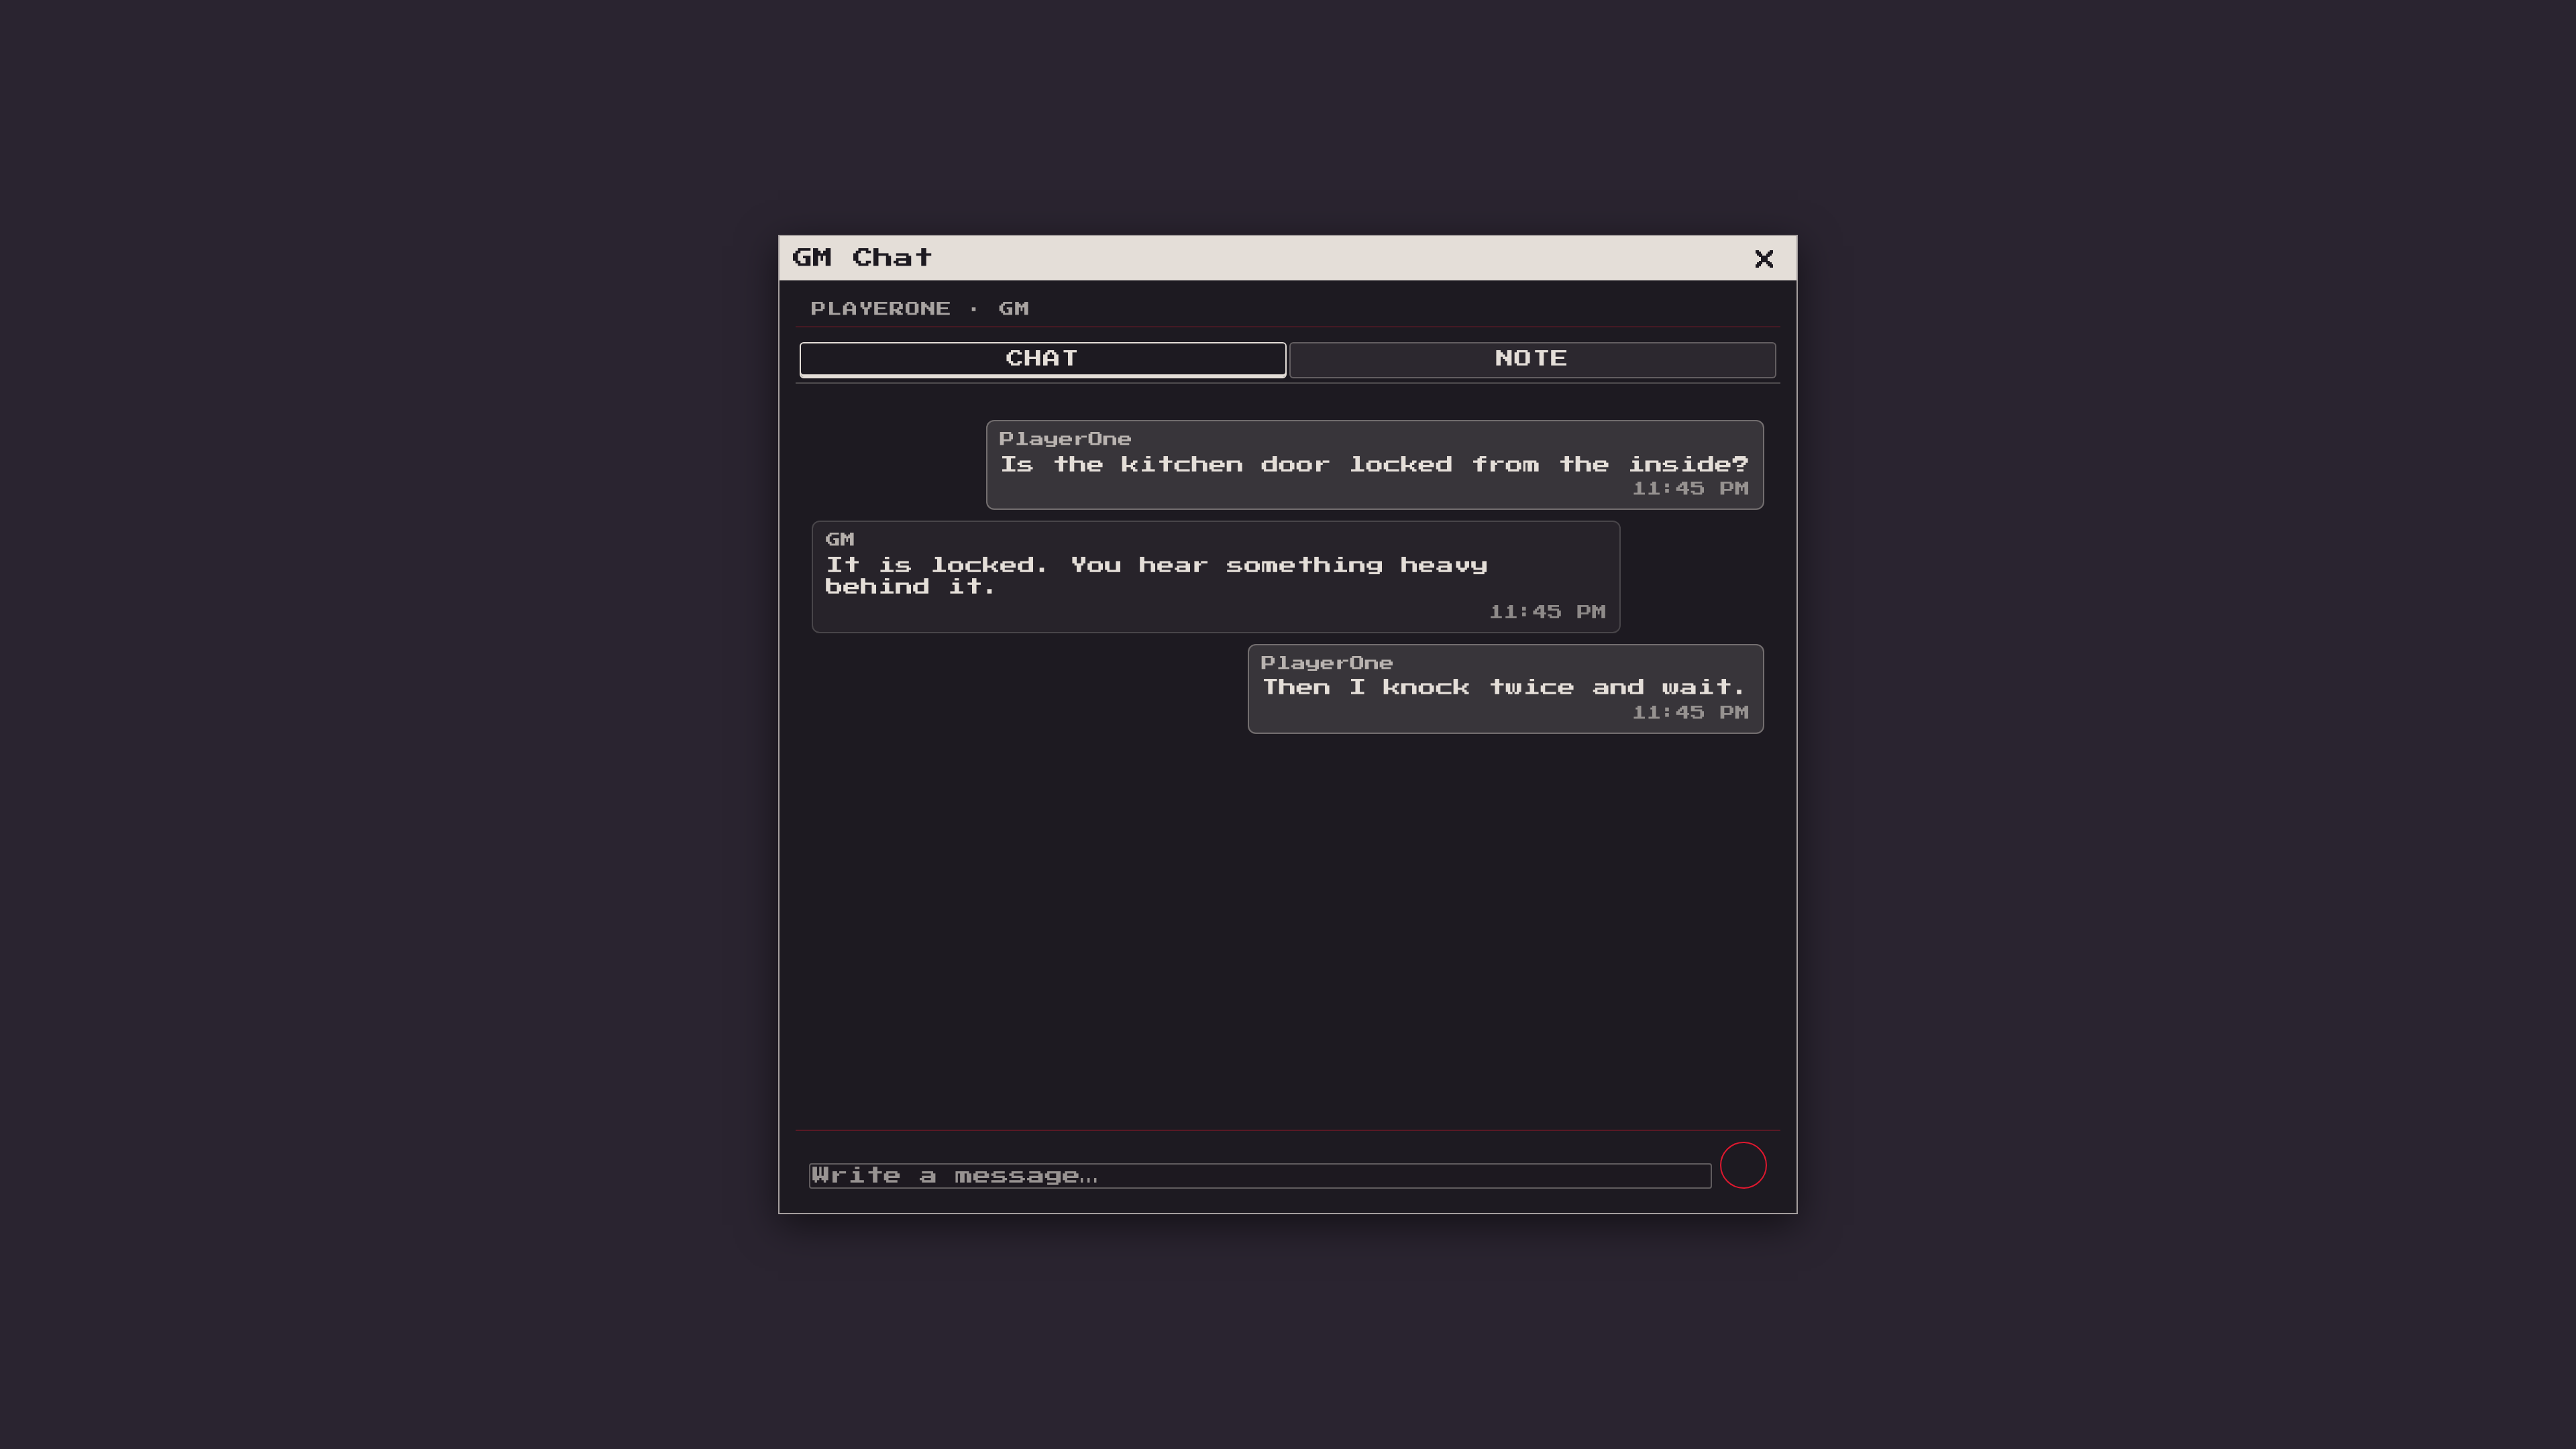 GM Chat
PLAYERONE · GM
CHAT
NOTE
PlayerOne
Is the kitchen door locked from the inside?
11:45 PM
GM
It is locked. You hear something heavy
behind it.
11:45 PM
PlayerOne
Then I knock twice and wait.
11:45 PM
Write a message…